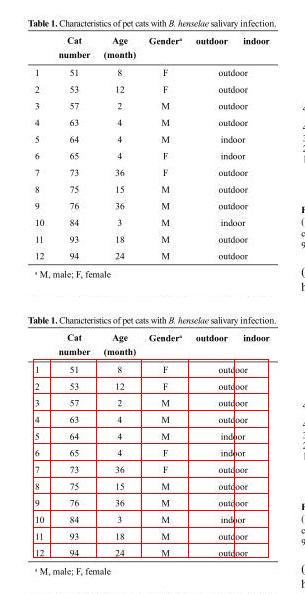 Table 1. Characteristics of pet cats with B. henselae salivary infection.
Cat number Age (month) Genderᵃ outdoor indoor
1 51 8 F outdoor
2 53 12 F outdoor
3 57 2 M outdoor
4 63 4 M outdoor
5 64 4 M indoor
6 65 4 F indoor
7 73 36 F outdoor
8 75 15 M outdoor
9 76 36 M outdoor
10 84 3 M indoor
11 93 18 M outdoor
12 94 24 M outdoor
ᵃ M, male; F, female
Table 1. Characteristics of pet cats with B. henselae salivary infection.
Cat number Age (month) Genderᵃ outdoor indoor
1 51 8 F outdoor
2 53 12 F outdoor
3 57 2 M outdoor
4 63 4 M outdoor
5 64 4 M indoor
6 65 4 F indoor
7 73 36 F outdoor
8 75 15 M outdoor
9 76 36 M outdoor
10 84 3 M indoor
11 93 18 M outdoor
12 94 24 M outdoor
ᵃ M, male; F, female